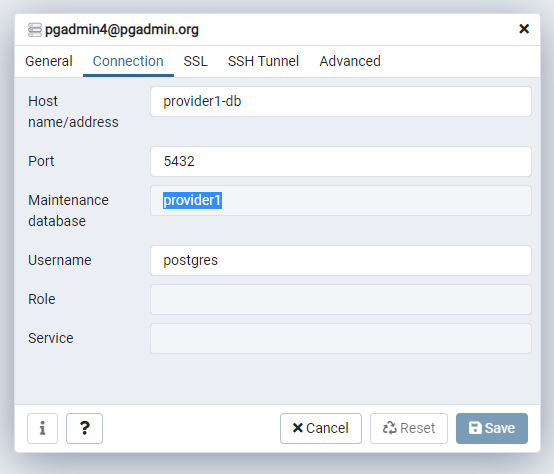 pgadmin4@pgadmin.org
General Connection SSL SSH Tunnel Advanced
Host name/address provider1-db
Port 5432
Maintenance database provider1
Username postgres
Role
Service
i ? Cancel Reset Save